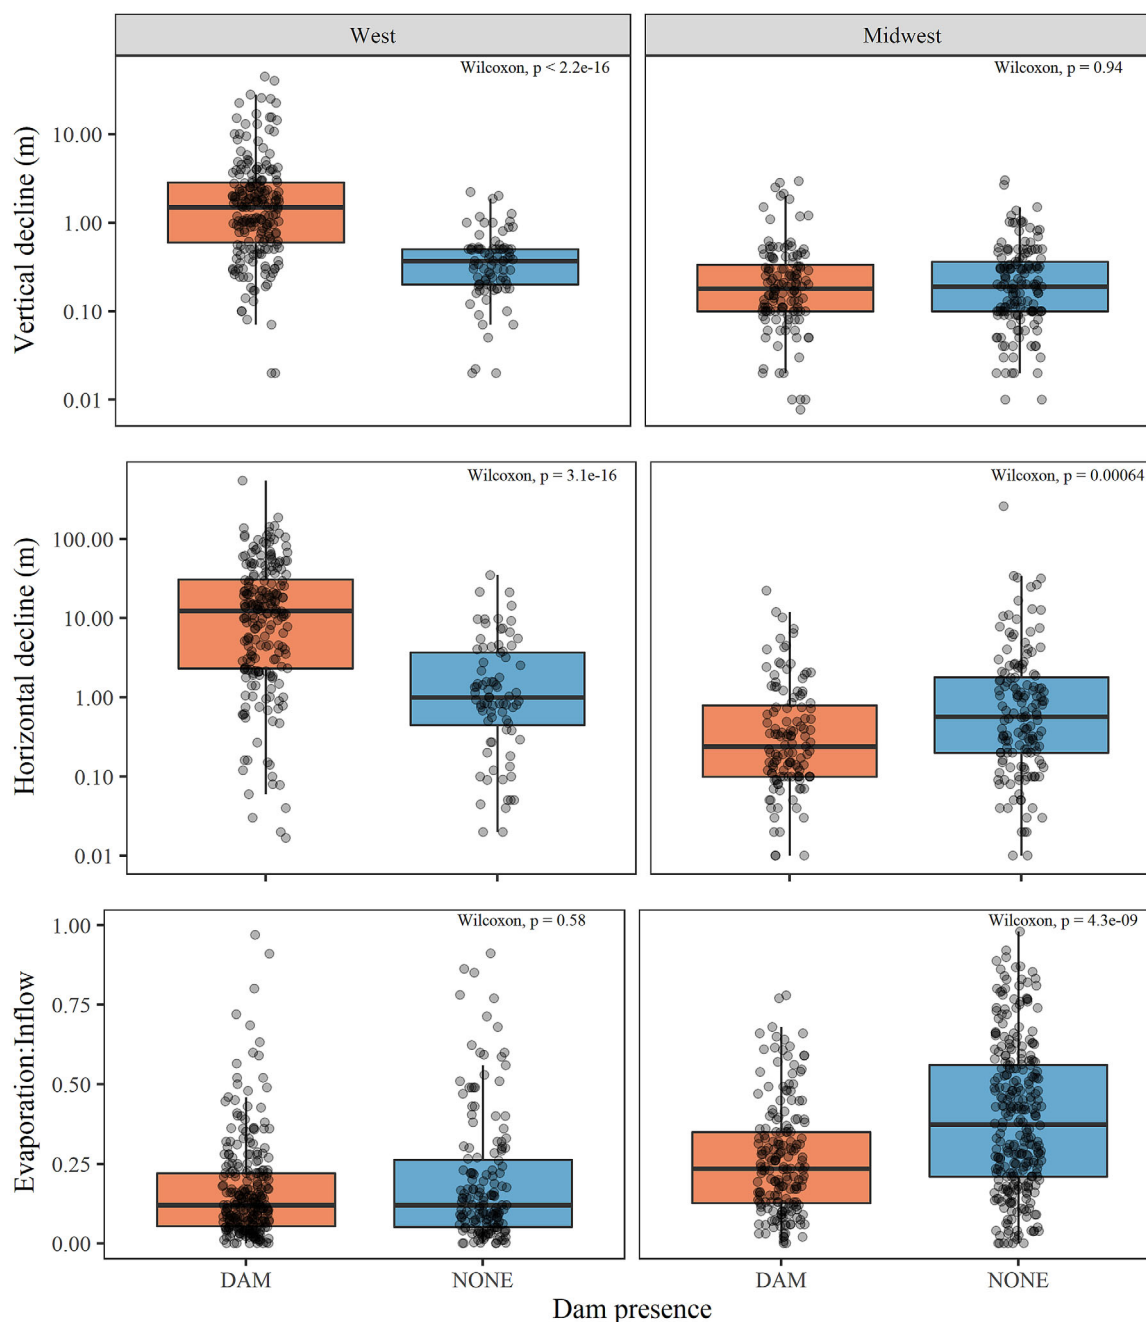 West
Midwest
Wilcoxon, p < 2.2e-16
Wilcoxon, p = 0.94
Vertical decline (m)
10.00
1.00
0.10
0.01
Wilcoxon, p = 3.1e-16
Wilcoxon, p = 0.00064
Horizontal decline (m)
100.00
10.00
1.00
0.10
0.01
Wilcoxon, p = 0.58
Wilcoxon, p = 4.3e-09
Evaporation:Inflow
1.00
0.75
0.50
0.25
0.00
DAM
NONE
DAM
NONE
Dam presence